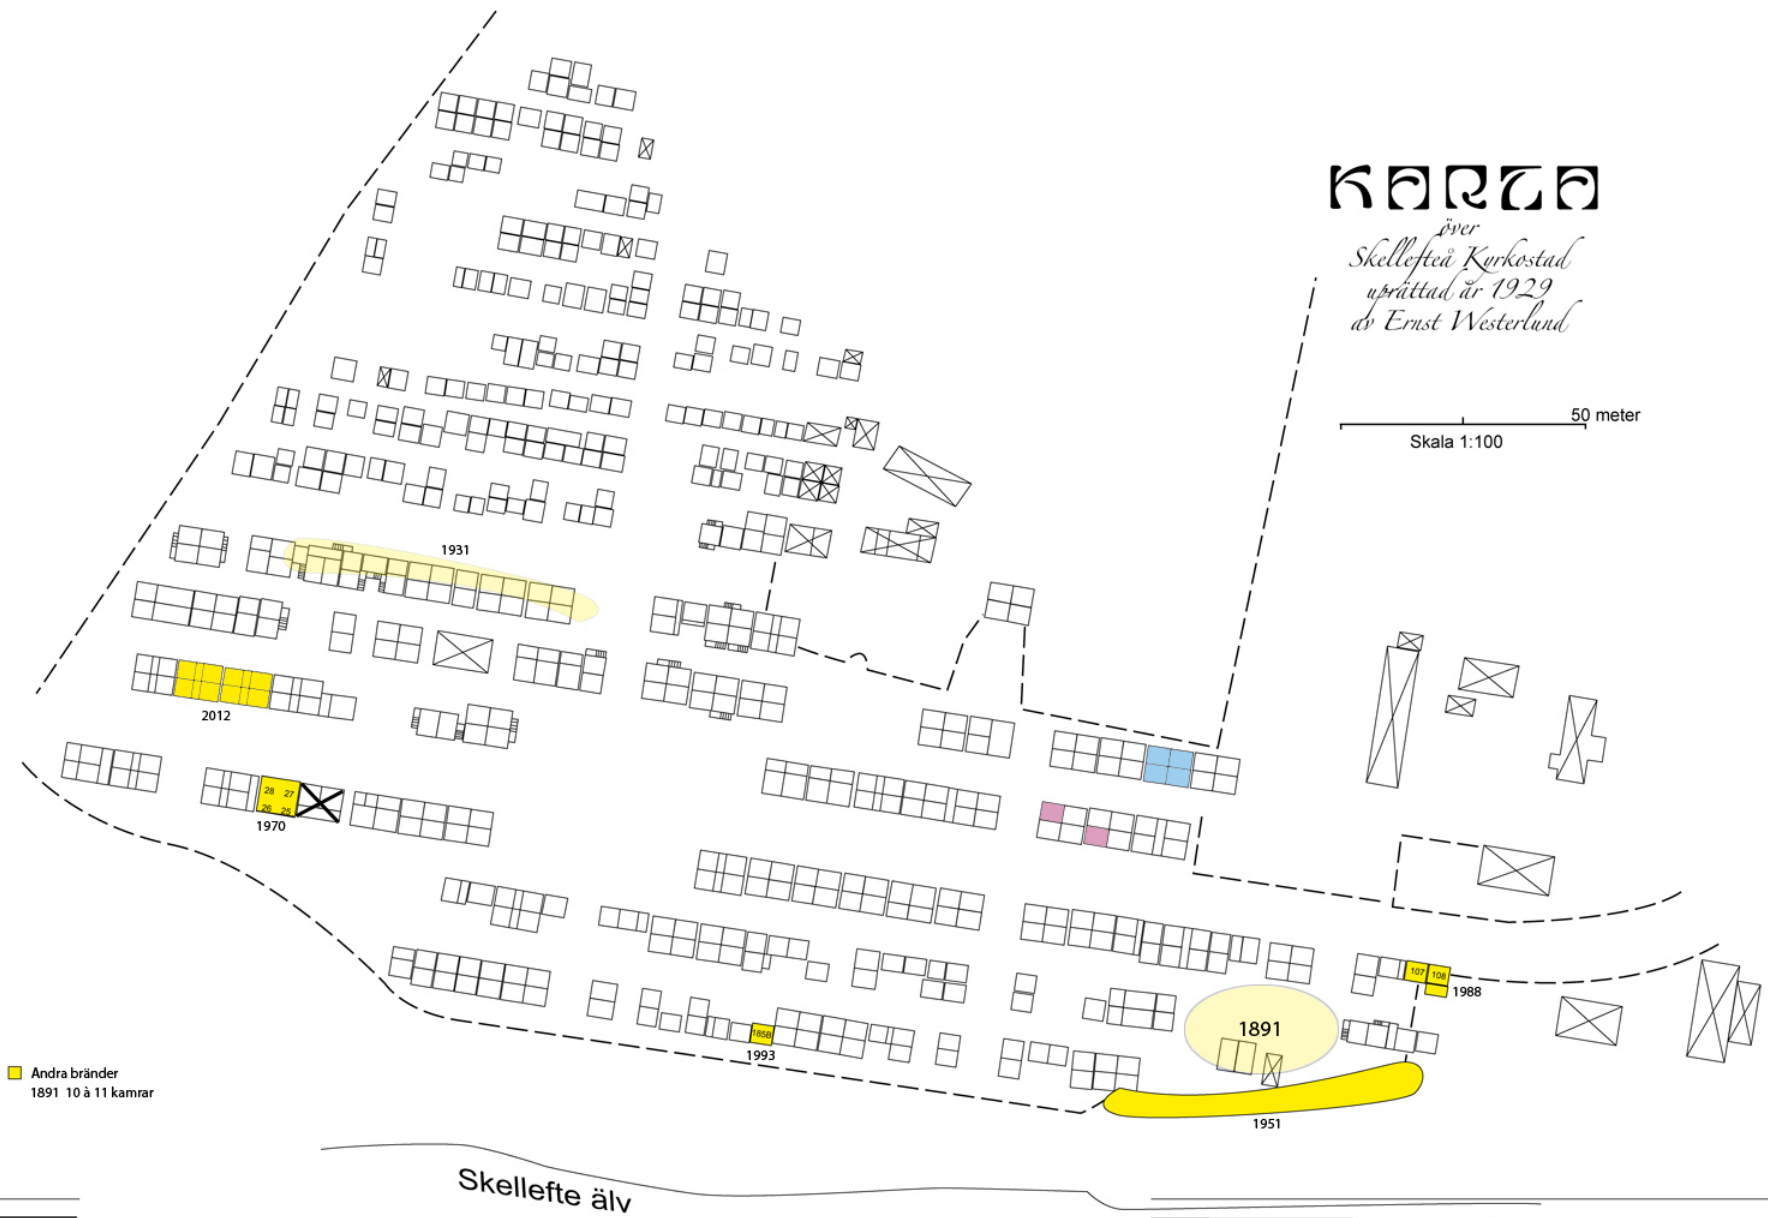 KARTA
över
Skellefteå Kyrkostad
uprättad år 1929
av Ernst Westerlund
50 meter
Skala 1:100
1931
2012
28 27
26 25
1970
107 108
1988
1891
185B
1993
Andra bränder
1891 10 à 11 kamrar
1951
Skellefte älv